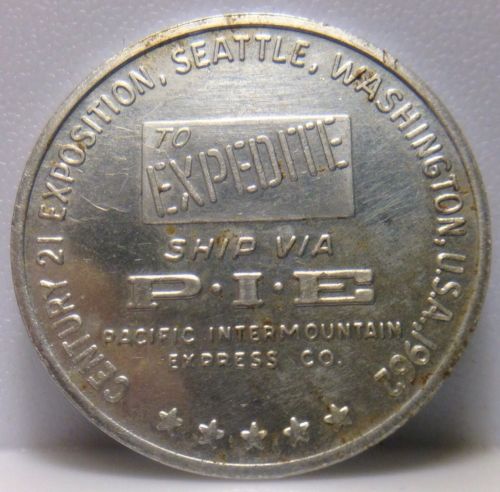 CENTURY 21 EXPOSITION, SEATTLE, WASHINGTON, U.S.A., 1962
TO
EXPEDITE
SHIP VIA
P·I·E
PACIFIC INTERMOUNTAIN
EXPRESS CO.